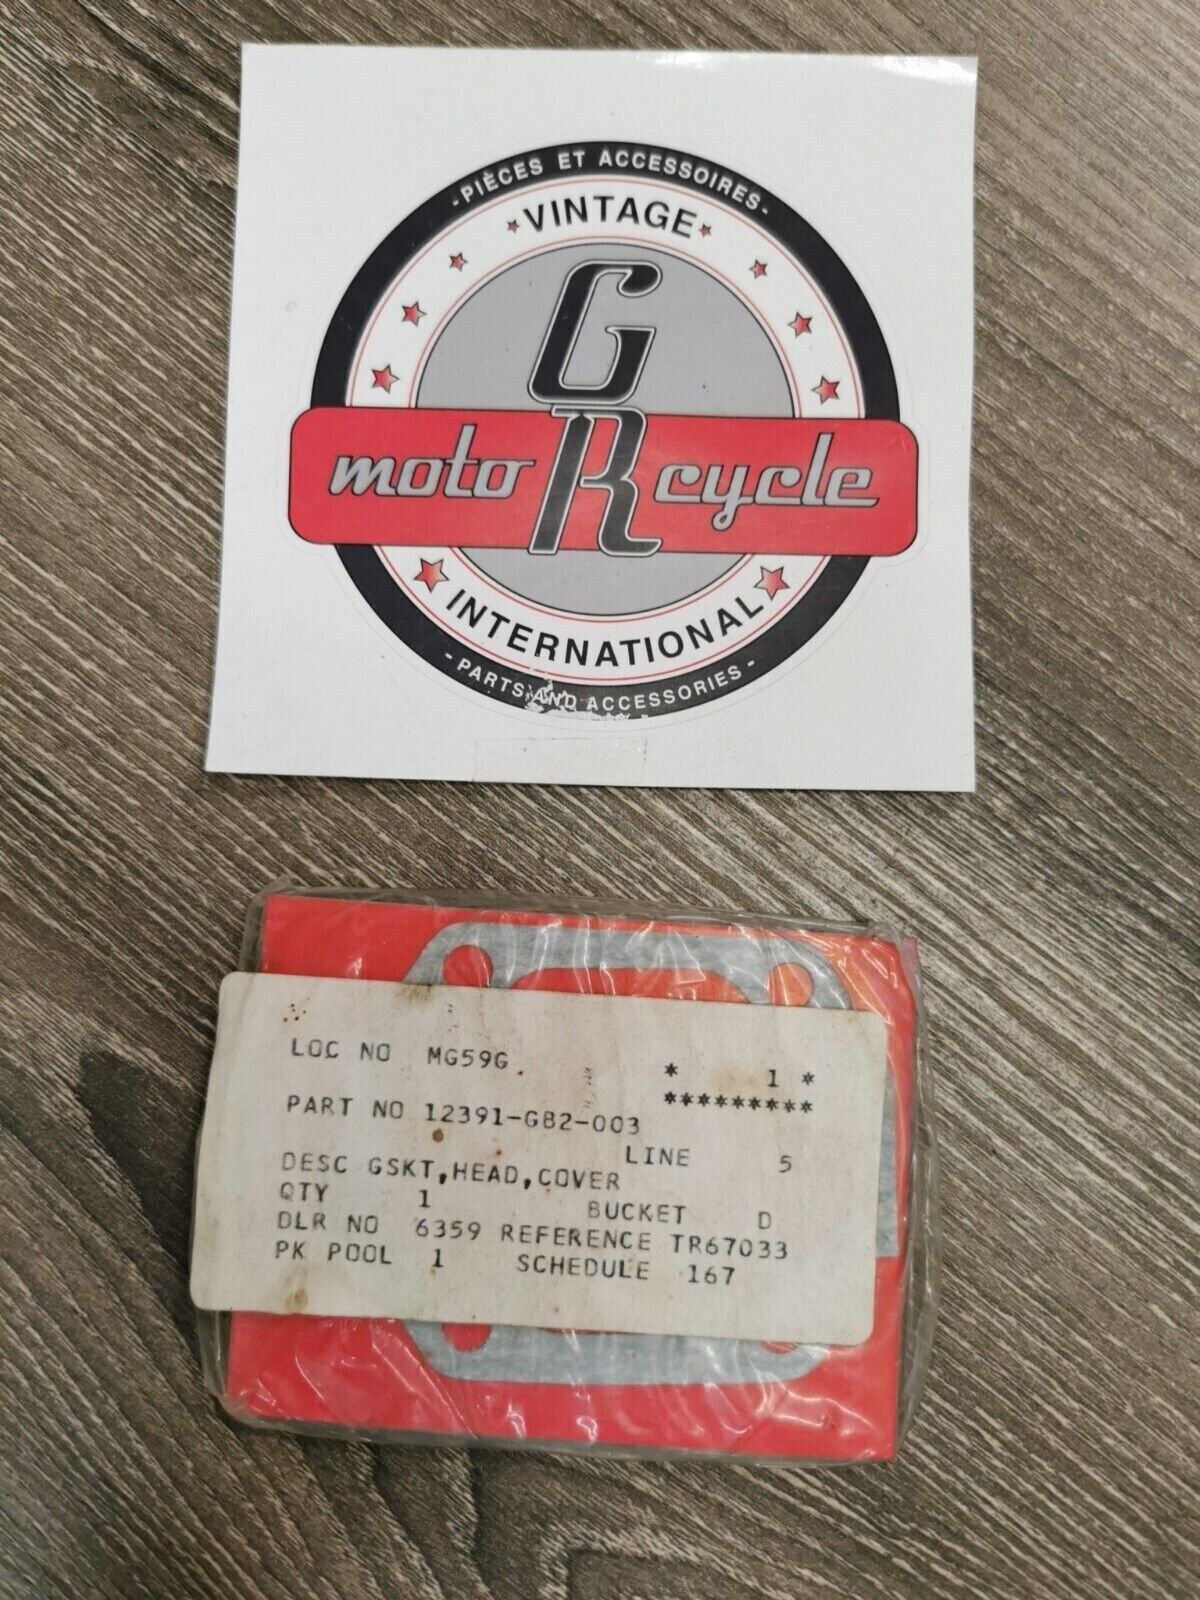 -PIÈCES ET ACCESSOIRES-
VINTAGE
GR
moto cycle
INTERNATIONAL
-PARTS AND ACCESSORIES-
LOC NO MG59G
* 1 *
*********
PART NO 12391-GB2-003
LINE 5
DESC GSKT,HEAD,COVER
QTY 1 BUCKET D
DLR NO 6359 REFERENCE TR67033
PK POOL 1 SCHEDULE 167